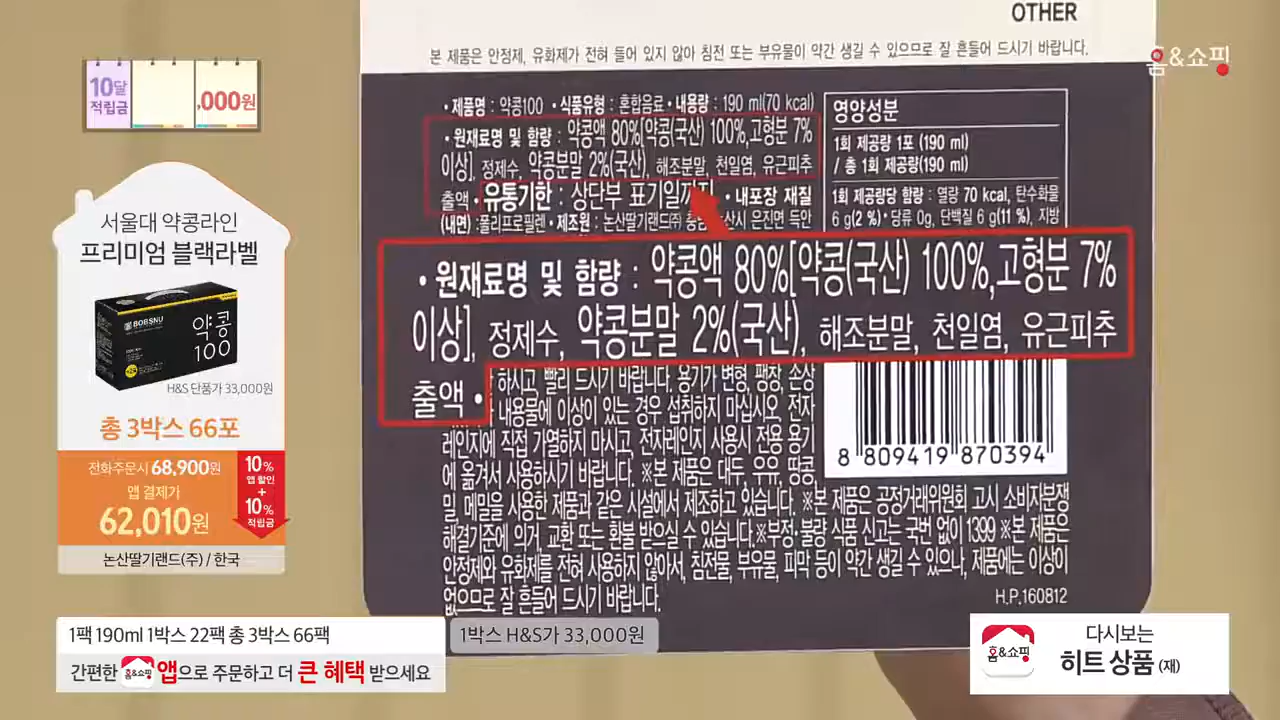 OTHER
본 제품은 안정제, 유화제가 전혀 들어 있지 않아 침전 또는 부유물이 약간 생길 수 있으므로 잘 흔들어 드시기 바랍니다.
홈&쇼핑
10달
적립금
,000원
서울대 약콩라인
프리미엄 블랙라벨
BOBSNU
약콩
100
H&S 단품가 33,000원
총 3박스 66포
전화주문시 68,900원
앱 결제가
62,010원
10%
앱 할인
+
10%
적립금
논산딸기랜드(주) / 한국
•제품명 : 약콩100 •식품유형 : 혼합음료 •내용량 : 190 ml(70 kcal)
•원재료명 및 함량 : 약콩액 80%[약콩(국산) 100%,고형분 7%
이상], 정제수, 약콩분말 2%(국산), 해조분말, 천일염, 유근피추
출액 •유통기한 : 상단부 표기일까지 •내포장 재질
(내면) :폴리프로필렌 •제조원 : 논산딸기랜드㈜ 충남 논산시 은진면 득안
영양성분
1회 제공량 1포 (190 ml)
/ 총 1회 제공량(190 ml)
1회 제공량당 함량 : 열량 70 kcal, 탄수화물
6 g(2 %)•당류 0g, 단백질 6 g(11 %), 지방
•원재료명 및 함량 : 약콩액 80%[약콩(국산) 100%,고형분 7%
이상], 정제수, 약콩분말 2%(국산), 해조분말, 천일염, 유근피추
출액 •
하시고, 빨리 드시기 바랍니다. 용기가 변형, 팽창, 손상
내용물에 이상이 있는 경우 섭취하지 마십시오. 전자
레인지에 직접 가열하지 마시고, 전자레인지 사용시 전용 용기
에 옮겨서 사용하시기 바랍니다. ※본 제품은 대두, 우유, 땅콩,
밀, 메밀을 사용한 제품과 같은 시설에서 제조하고 있습니다. ※본 제품은 공정거래위원회 고시 소비자분쟁
해결기준에 의거, 교환 또는 환불 받으실 수 있습니다.※부정·불량 식품 신고는 국번 없이 1399 ※본 제품은
안정제와 유화제를 전혀 사용하지 않아서, 침전물, 부유물, 피막 등이 약간 생길 수 있으나, 제품에는 이상이
없으므로 잘 흔들어 드시기 바랍니다.
8 809419 870394
H.P.160812
1팩 190ml 1박스 22팩 총 3박스 66팩
1박스 H&S가 33,000원
간편한 홈&쇼핑 앱으로 주문하고 더 큰 혜택 받으세요
홈&쇼핑
다시보는
히트 상품 (재)